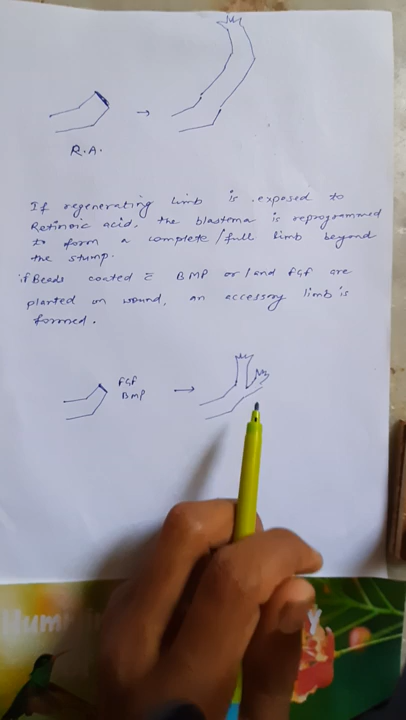 →
R.A.
If regenerating limb is exposed to
Retinoic acid, the blastema is reprogrammed
to form a complete/full limb beyond
the stump.
if Beads coated c̄ BMP or/and FGF are
planted on wound, an accessory limb is
formed.
FGF
BMP →
Humm